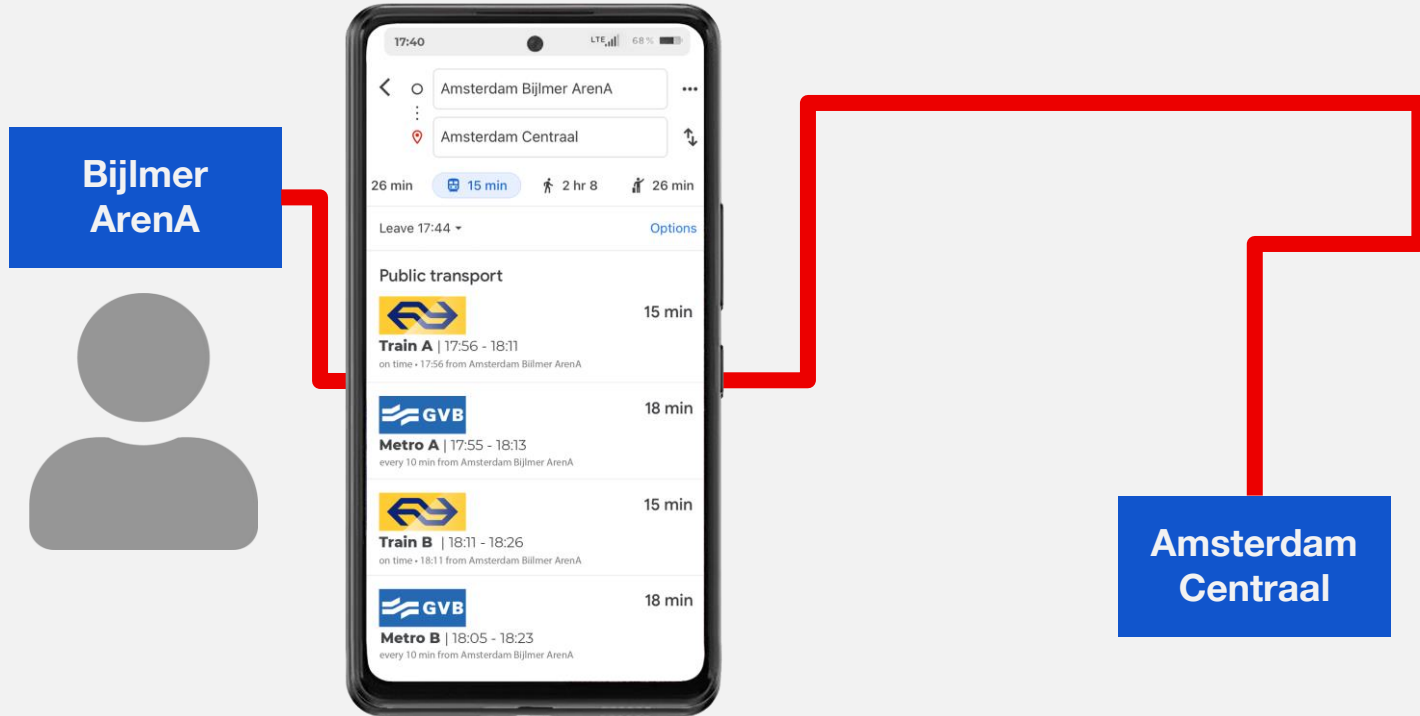 17:40 LTE 68%
Amsterdam Bijlmer ArenA
Amsterdam Centraal
26 min 15 min 2 hr 8 26 min
Leave 17:44 Options
Public transport
15 min
Train A | 17:56 - 18:11
on time • 17:56 from Amsterdam Biilmer ArenA
GVB 18 min
Metro A | 17:55 - 18:13
every 10 min from Amsterdam Bijlmer ArenA
15 min
Train B | 18:11 - 18:26
on time • 18:11 from Amsterdam Biilmer ArenA
GVB 18 min
Metro B | 18:05 - 18:23
every 10 min from Amsterdam Bijlmer ArenA
Bijlmer
ArenA
Amsterdam
Centraal